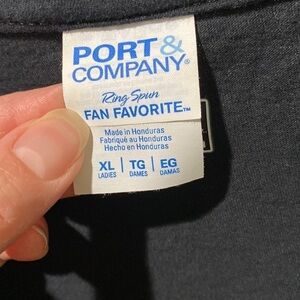 PORT &
COMPANY®
Ring Spun
FAN FAVORITE™
Made in Honduras
Fabriqué au Honduras
Hecho en Honduras
XL | TG | EG
LADIES DAMES DAMAS